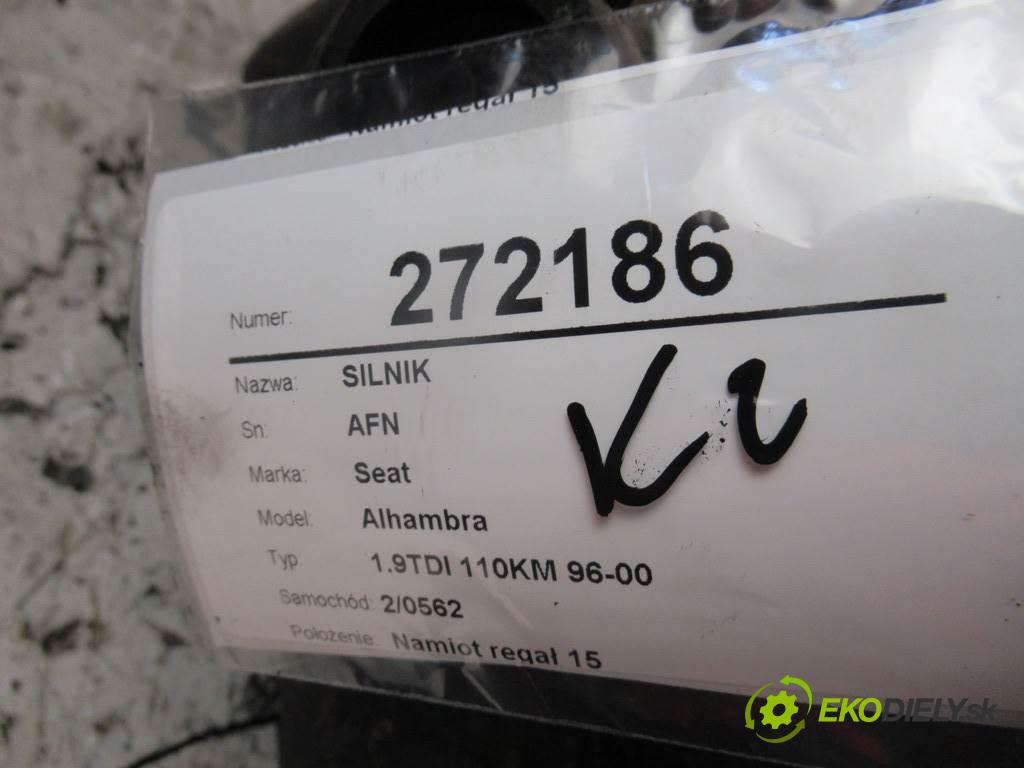 Namiot regał 15
Numer: 272186
Nazwa: SILNIK
Sn: AFN
Marka: Seat
Model: Alhambra
Typ 1.9TDI 110KM 96-00
Samochód: 2/0562
Położenie: Namiot regał 15
EKODIELY.sk